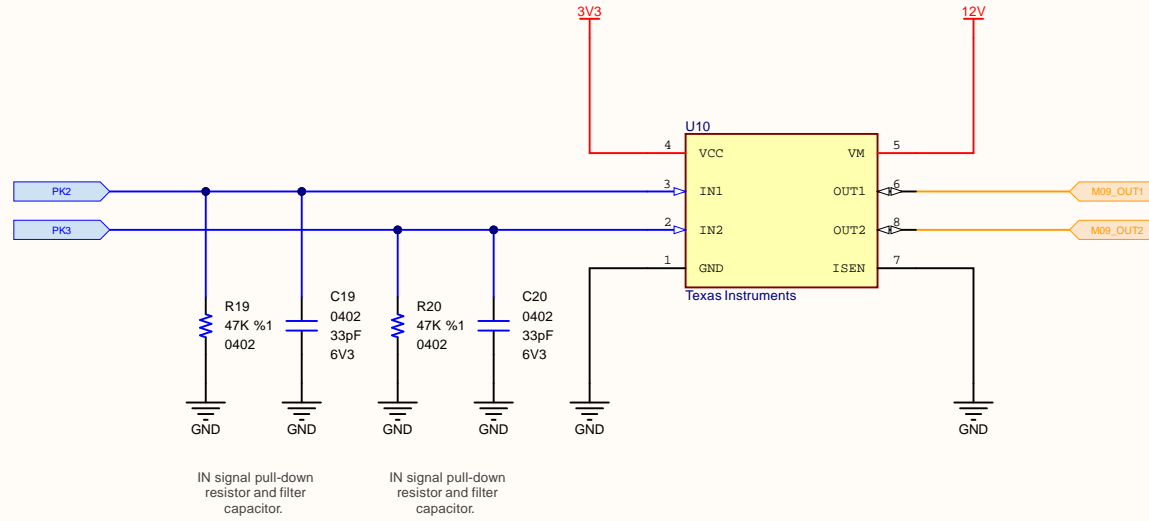 3V3
12V
U10
4
VCC
VM
5
PK2
3
IN1
OUT1
6
M09_OUT1
PK3
2
IN2
OUT2
8
M09_OUT2
1
GND
ISEN
7
Texas Instruments
R19
47K %1
0402
C19
0402
33pF
6V3
R20
47K %1
0402
C20
0402
33pF
6V3
GND
GND
GND
GND
GND
GND
IN signal pull-down
resistor and filter
capacitor.
IN signal pull-down
resistor and filter
capacitor.